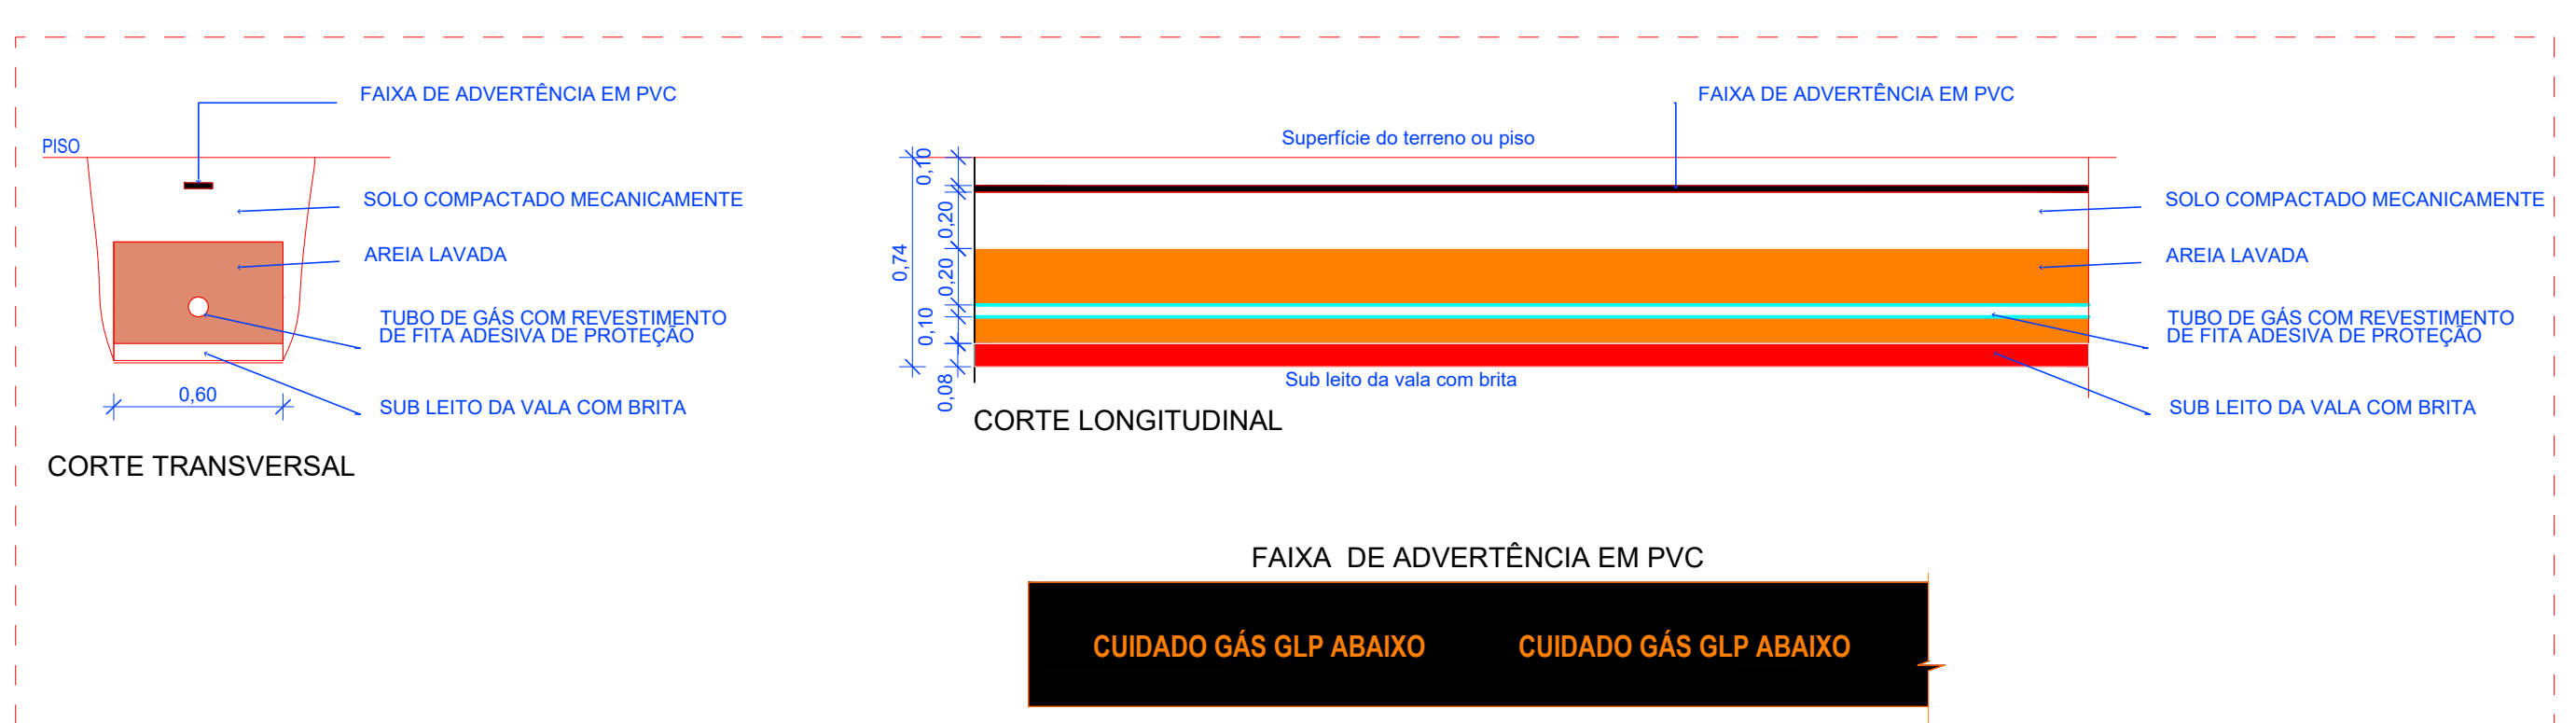 FAIXA DE ADVERTÊNCIA EM PVC
PISO
SOLO COMPACTADO MECANICAMENTE
AREIA LAVADA
TUBO DE GÁS COM REVESTIMENTO
DE FITA ADESIVA DE PROTEÇÃO
0,60
SUB LEITO DA VALA COM BRITA
CORTE TRANSVERSAL
FAIXA DE ADVERTÊNCIA EM PVC
Superfície do terreno ou piso
0,10
0,20
0,74
0,20
0,10
0,08
SOLO COMPACTADO MECANICAMENTE
AREIA LAVADA
TUBO DE GÁS COM REVESTIMENTO
DE FITA ADESIVA DE PROTEÇÃO
Sub leito da vala com brita
SUB LEITO DA VALA COM BRITA
CORTE LONGITUDINAL
FAIXA DE ADVERTÊNCIA EM PVC
CUIDADO GÁS GLP ABAIXO CUIDADO GÁS GLP ABAIXO